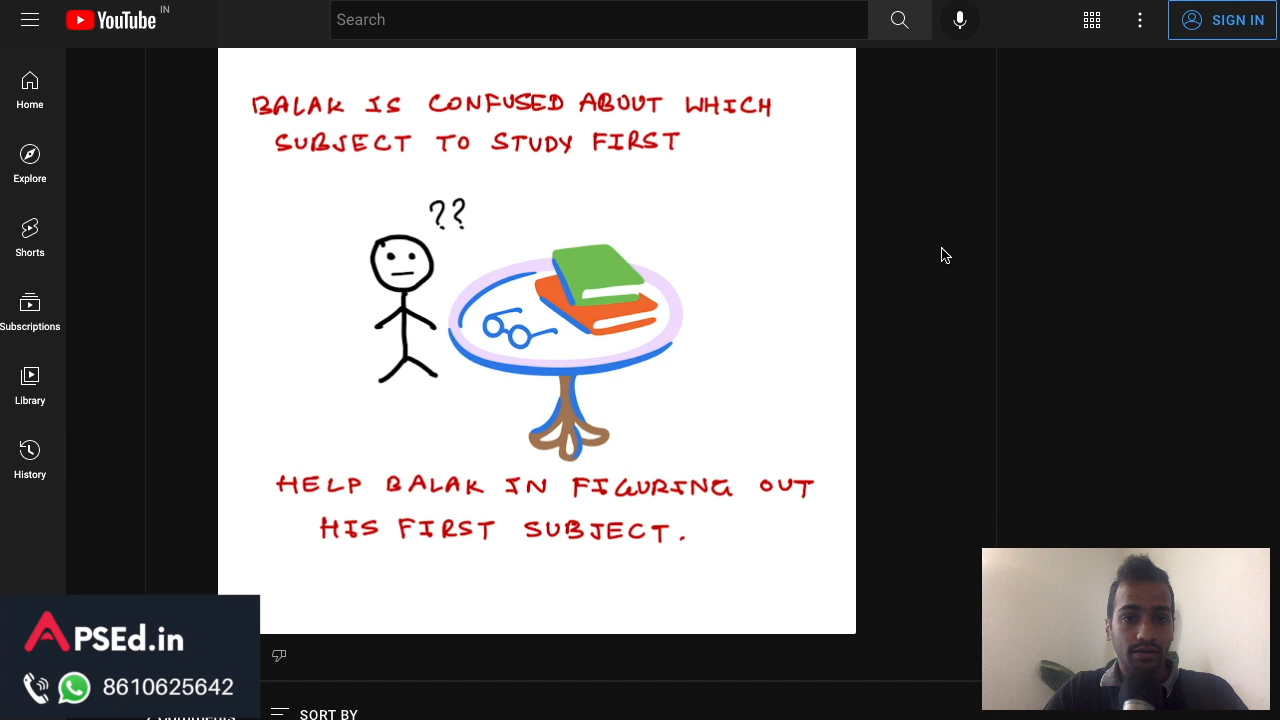 YouTube IN
Search
SIGN IN
Home
Explore
Shorts
Subscriptions
Library
History
BALAK IS CONFUSED ABOUT WHICH
SUBJECT TO STUDY FIRST
??
HELP BALAK IN FIGURING OUT
HIS FIRST SUBJECT.
APSEd.in
8610625642
SORT BY